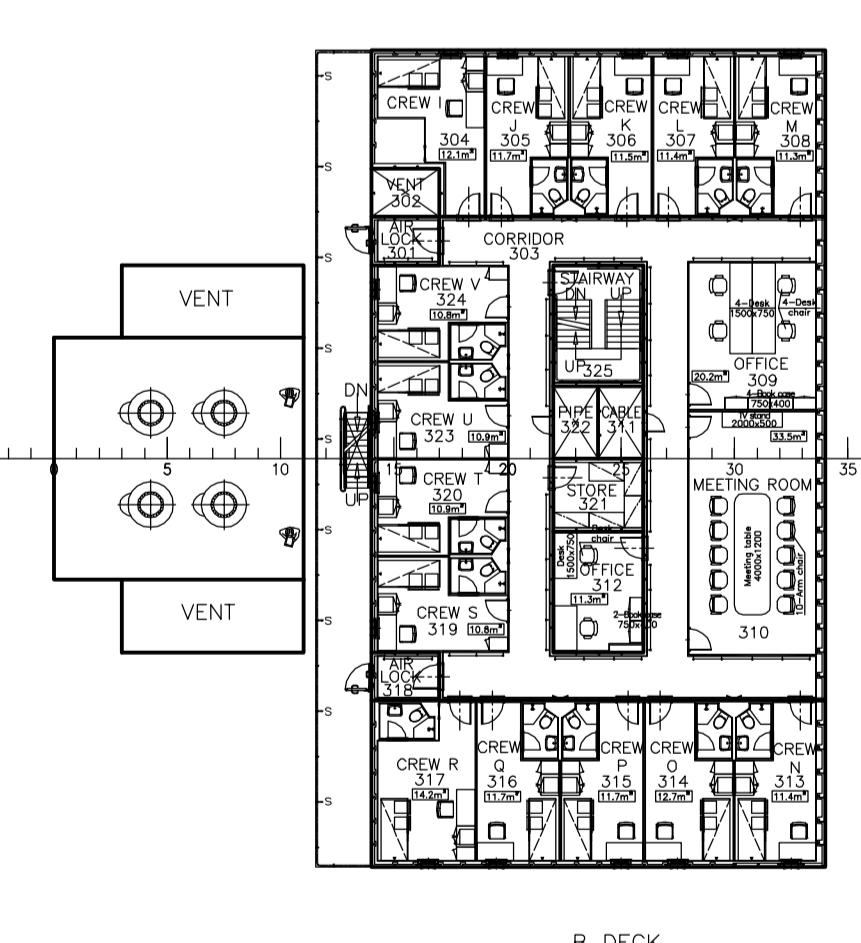 CREW I
304
12.1m²
CREW
J
305
11.7m²
CREW
K
306
11.5m²
CREW
L
307
11.4m²
CREW
M
308
11.3m²
VENT
302
AIR
LOCK
301
CORRIDOR
303
VENT
CREW V
324
10.8m²
STAIRWAY
DN UP
UP
325
4-Desk
1500x750
4-Desk
chair
OFFICE
309
20.2m²
4-Book case
750x400
TV stand
2000x500
33.5m²
DN
UP
CREW U
323
10.9m²
PIPE
322
CABLE
311
0 5 10 15 20 25 30 35
CREW T
320
10.9m²
STORE
321
MEETING ROOM
Meeting table
4000x1200
10-Arm chair
310
Desk
1500x750
Desk
chair
OFFICE
312
11.3m²
2-Book case
VENT
CREW S
319
10.8m²
AIR
LOCK
318
CREW R
317
14.2m²
CREW
Q
316
11.7m²
CREW
P
315
11.7m²
CREW
O
314
12.7m²
CREW
N
313
11.4m²
S
S
S
S
S
S
S
S
S
B DECK